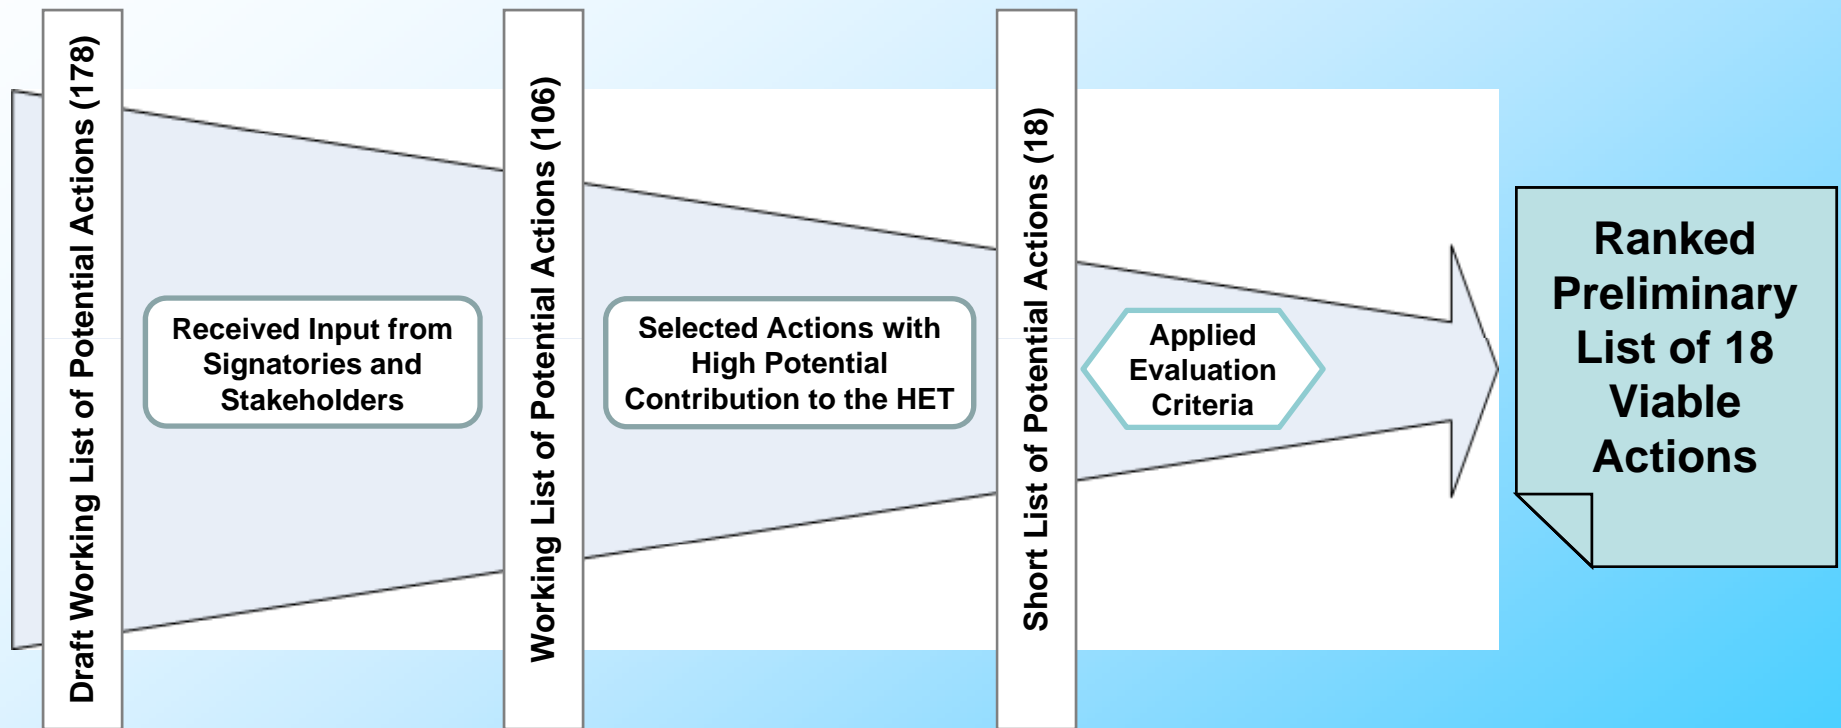 Draft Working List of Potential Actions (178)
Received Input from
Signatories and
Stakeholders
Working List of Potential Actions (106)
Selected Actions with
High Potential
Contribution to the HET
Short List of Potential Actions (18)
Applied
Evaluation
Criteria
Ranked
Preliminary
List of 18
Viable
Actions